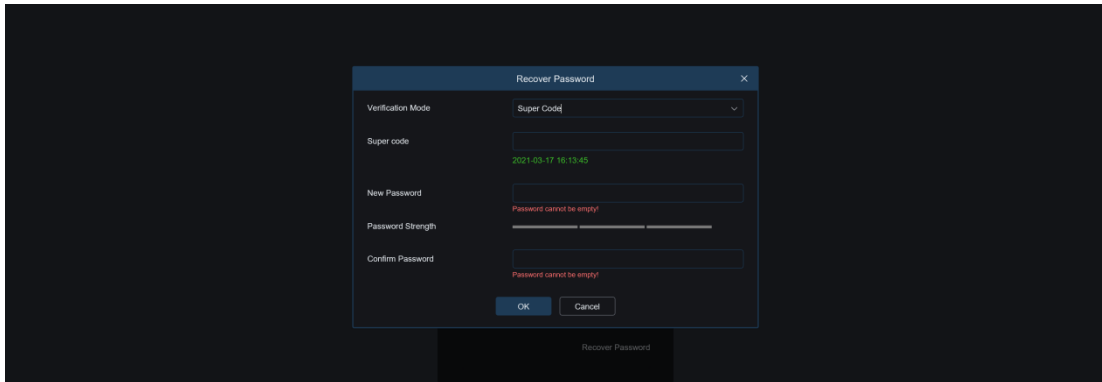 Recover Password
Verification Mode Super Code
Super code
2021-03-17 16:13:45
New Password
Password cannot be empty!
Password Strength
Confirm Password
Password cannot be empty!
OK Cancel
Recover Password